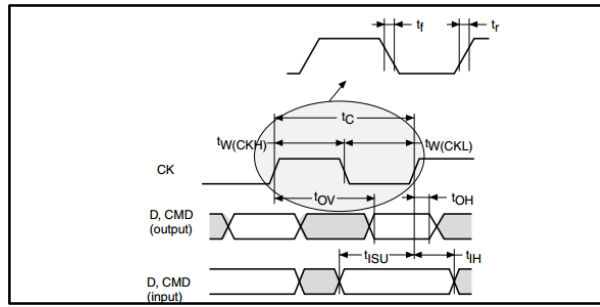 tf tr
tC
tW(CKH) tW(CKL)
CK
tOV tOH
D, CMD
(output)
tISU tIH
D, CMD
(input)